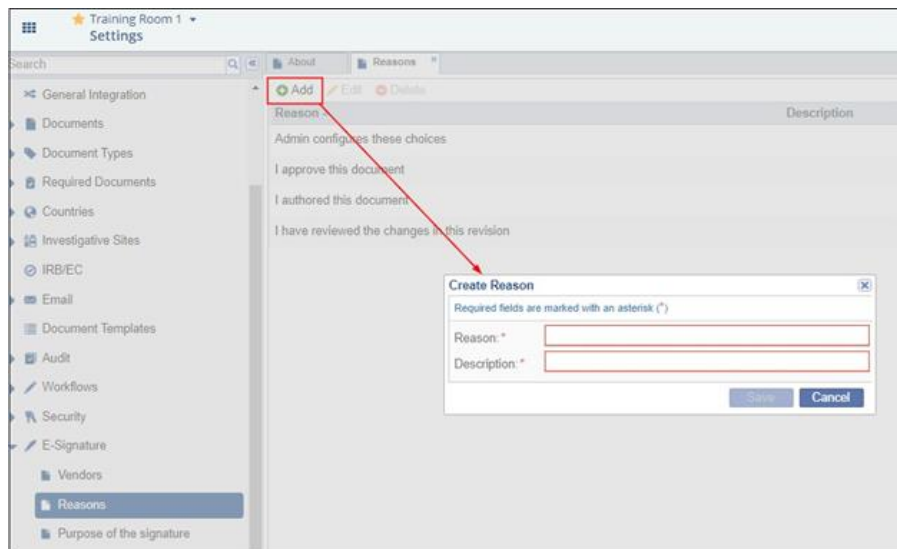 Training Room 1
Settings
Search
About
Reasons
General Integration
Add Edit Delete
Reason Description
Documents
Admin configures these choices
Document Types
I approve this document
Required Documents
I authored this document
Countries
I have reviewed the changes in this revision
Investigative Sites
IRB/EC
Create Reason
Email
Required fields are marked with an asterisk (*)
Document Templates
Reason: *
Audit
Description: *
Workflows
Save Cancel
Security
E-Signature
Vendors
Reasons
Purpose of the signature